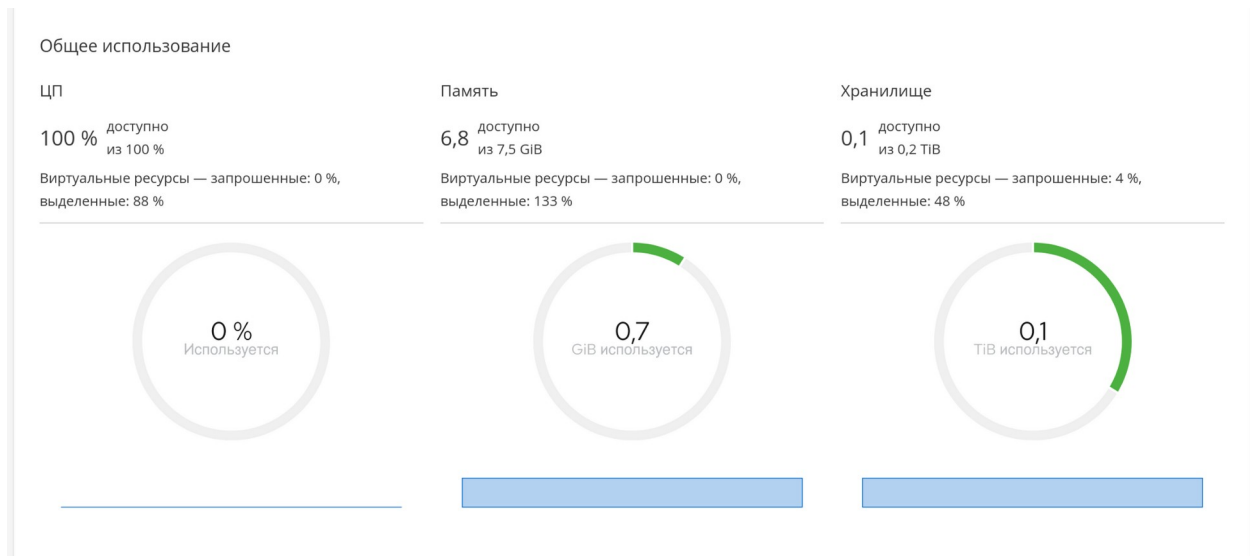 Общее использование
ЦП
100 % доступно
из 100 %
Виртуальные ресурсы — запрошенные: 0 %,
выделенные: 88 %
0 %
Используется
Память
6,8 доступно
из 7,5 GiB
Виртуальные ресурсы — запрошенные: 0 %,
выделенные: 133 %
0,7
GiB используется
Хранилище
0,1 доступно
из 0,2 TiB
Виртуальные ресурсы — запрошенные: 4 %,
выделенные: 48 %
0,1
TiB используется